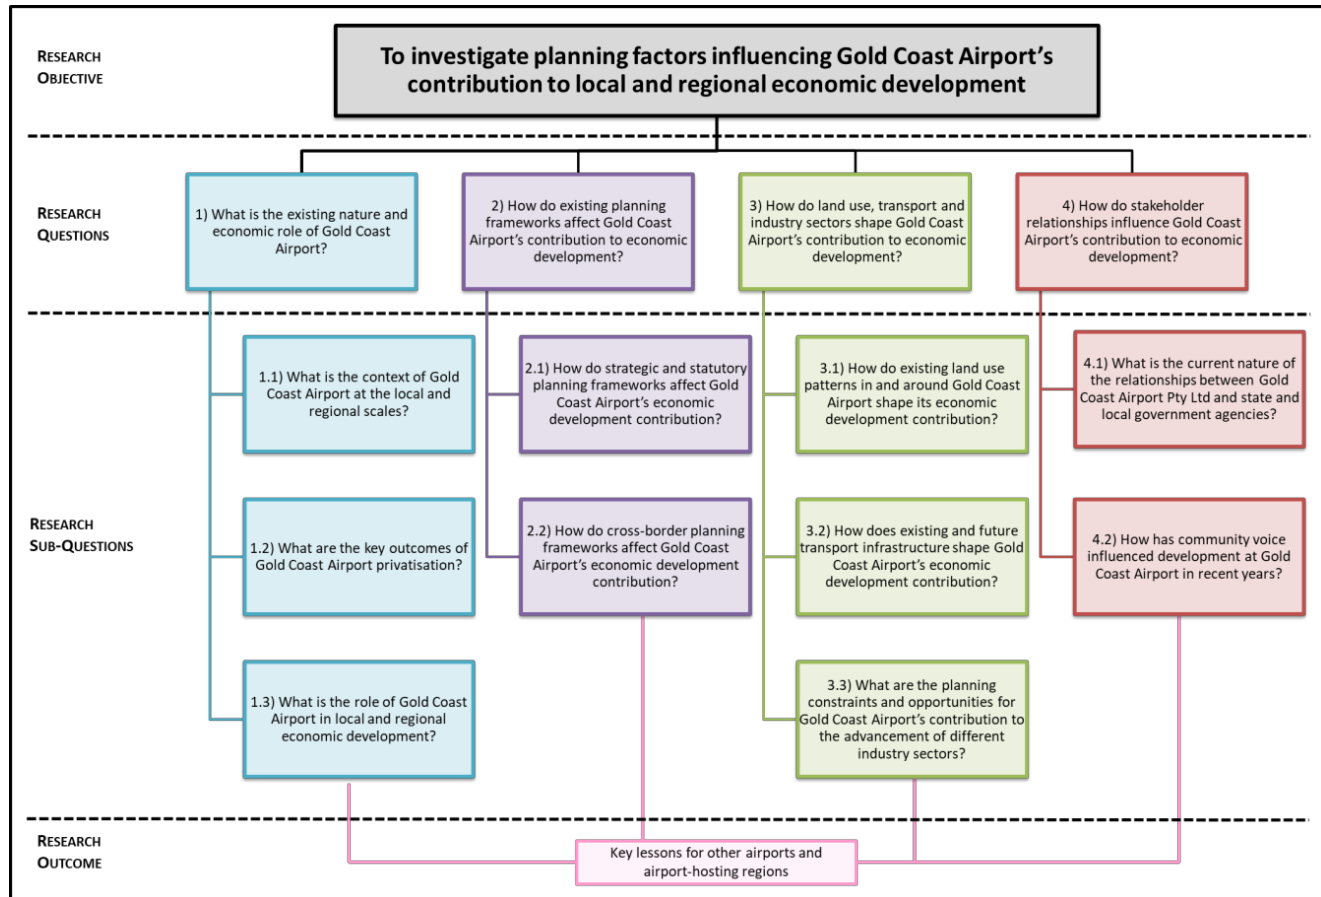 RESEARCH
OBJECTIVE
To investigate planning factors influencing Gold Coast Airport's
contribution to local and regional economic development
RESEARCH
QUESTIONS
1) What is the existing nature and
economic role of Gold Coast
Airport?
2) How do existing planning
frameworks affect Gold Coast
Airport's contribution to economic
development?
3) How do land use, transport and
industry sectors shape Gold Coast
Airport's contribution to economic
development?
4) How do stakeholder
relationships influence Gold Coast
Airport's contribution to economic
development?
RESEARCH
SUB-QUESTIONS
1.1) What is the context of Gold
Coast Airport at the local and
regional scales?
2.1) How do strategic and statutory
planning frameworks affect Gold
Coast Airport's economic
development contribution?
3.1) How do existing land use
patterns in and around Gold Coast
Airport shape its economic
development contribution?
4.1) What is the current nature of
the relationships between Gold
Coast Airport Pty Ltd and state and
local government agencies?
1.2) What are the key outcomes of
Gold Coast Airport privatisation?
2.2) How do cross-border planning
frameworks affect Gold Coast
Airport's economic development
contribution?
3.2) How does existing and future
transport infrastructure shape Gold
Coast Airport's economic
development contribution?
4.2) How has community voice
influenced development at Gold
Coast Airport in recent years?
1.3) What is the role of Gold Coast
Airport in local and regional
economic development?
3.3) What are the planning
constraints and opportunities for
Gold Coast Airport's contribution to
the advancement of different
industry sectors?
RESEARCH
OUTCOME
Key lessons for other airports and
airport-hosting regions